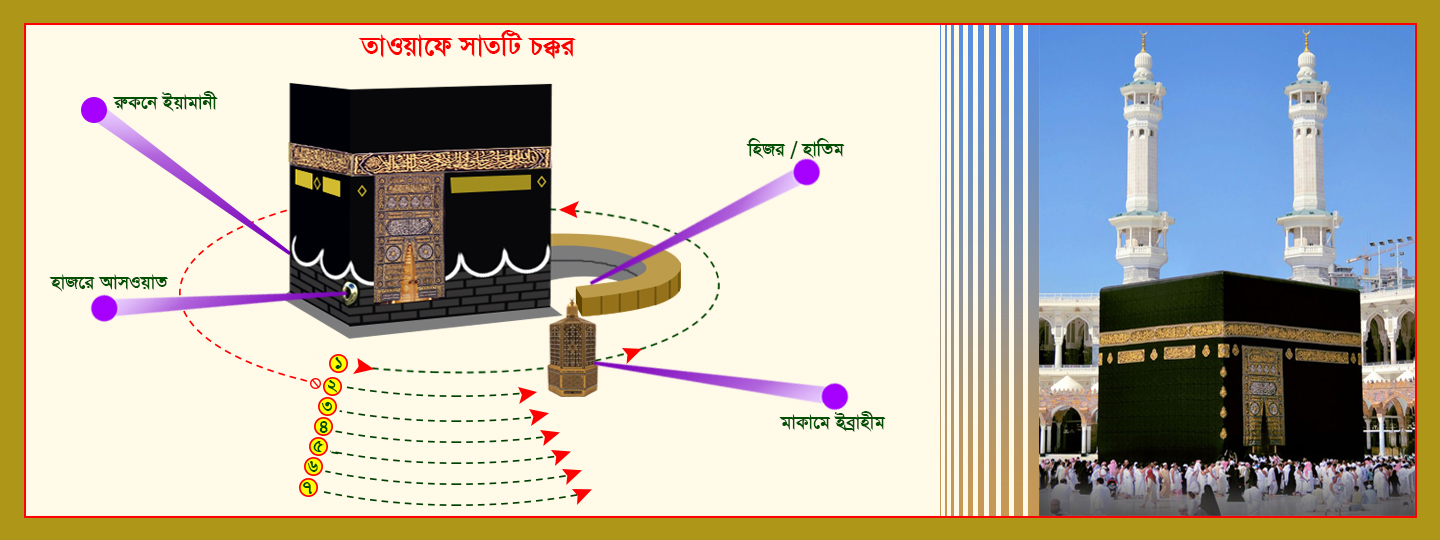 তাওয়াফে সাতটি চক্কর
রুকনে ইয়ামানী
হিজর / হাতিম
হাজরে আসওয়াত
মাকামে ইব্রাহীম
১
২
৩
৪
৫
৬
৭